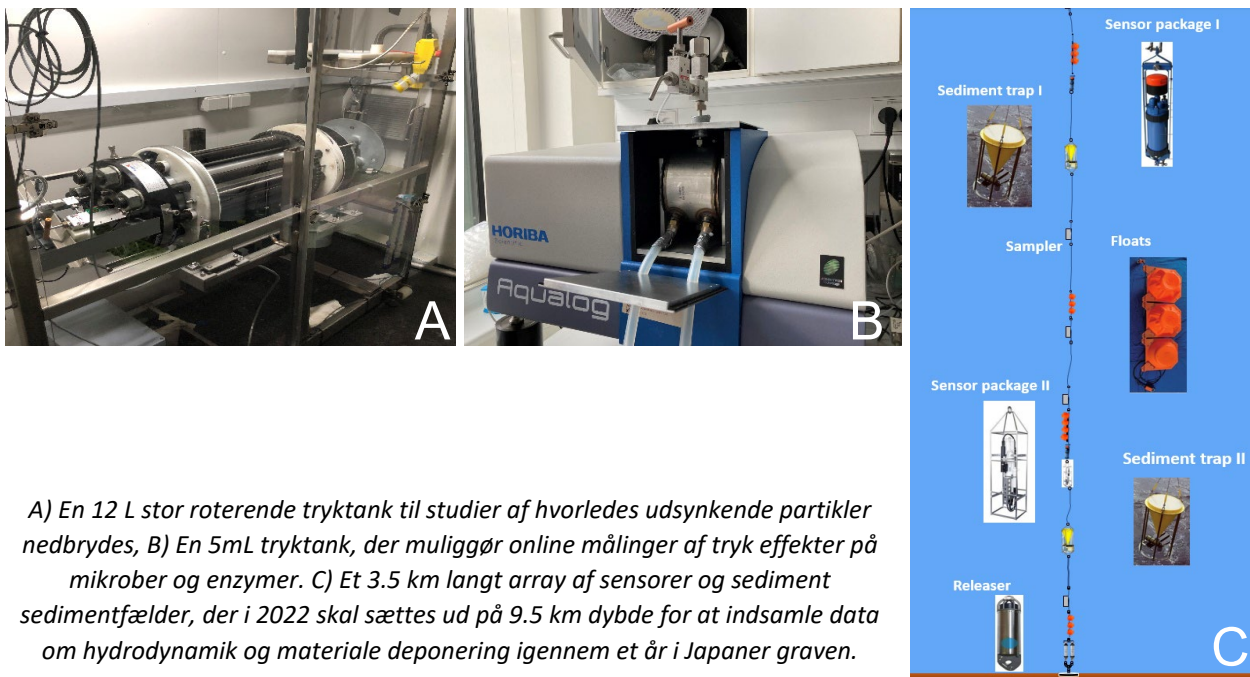 A
HORIBA
Aqualog
B
Sensor package I
Sediment trap I
Sampler
Floats
Sensor package II
Sediment trap II
Releaser
C
A) En 12 L stor roterende tryktank til studier af hvorledes udsynkende partikler
nedbrydes, B) En 5mL tryktank, der muliggør online målinger af tryk effekter på
mikrober og enzymer. C) Et 3.5 km langt array af sensorer og sediment
sedimentfælder, der i 2022 skal sættes ud på 9.5 km dybde for at indsamle data
om hydrodynamik og materiale deponering igennem et år i Japaner graven.